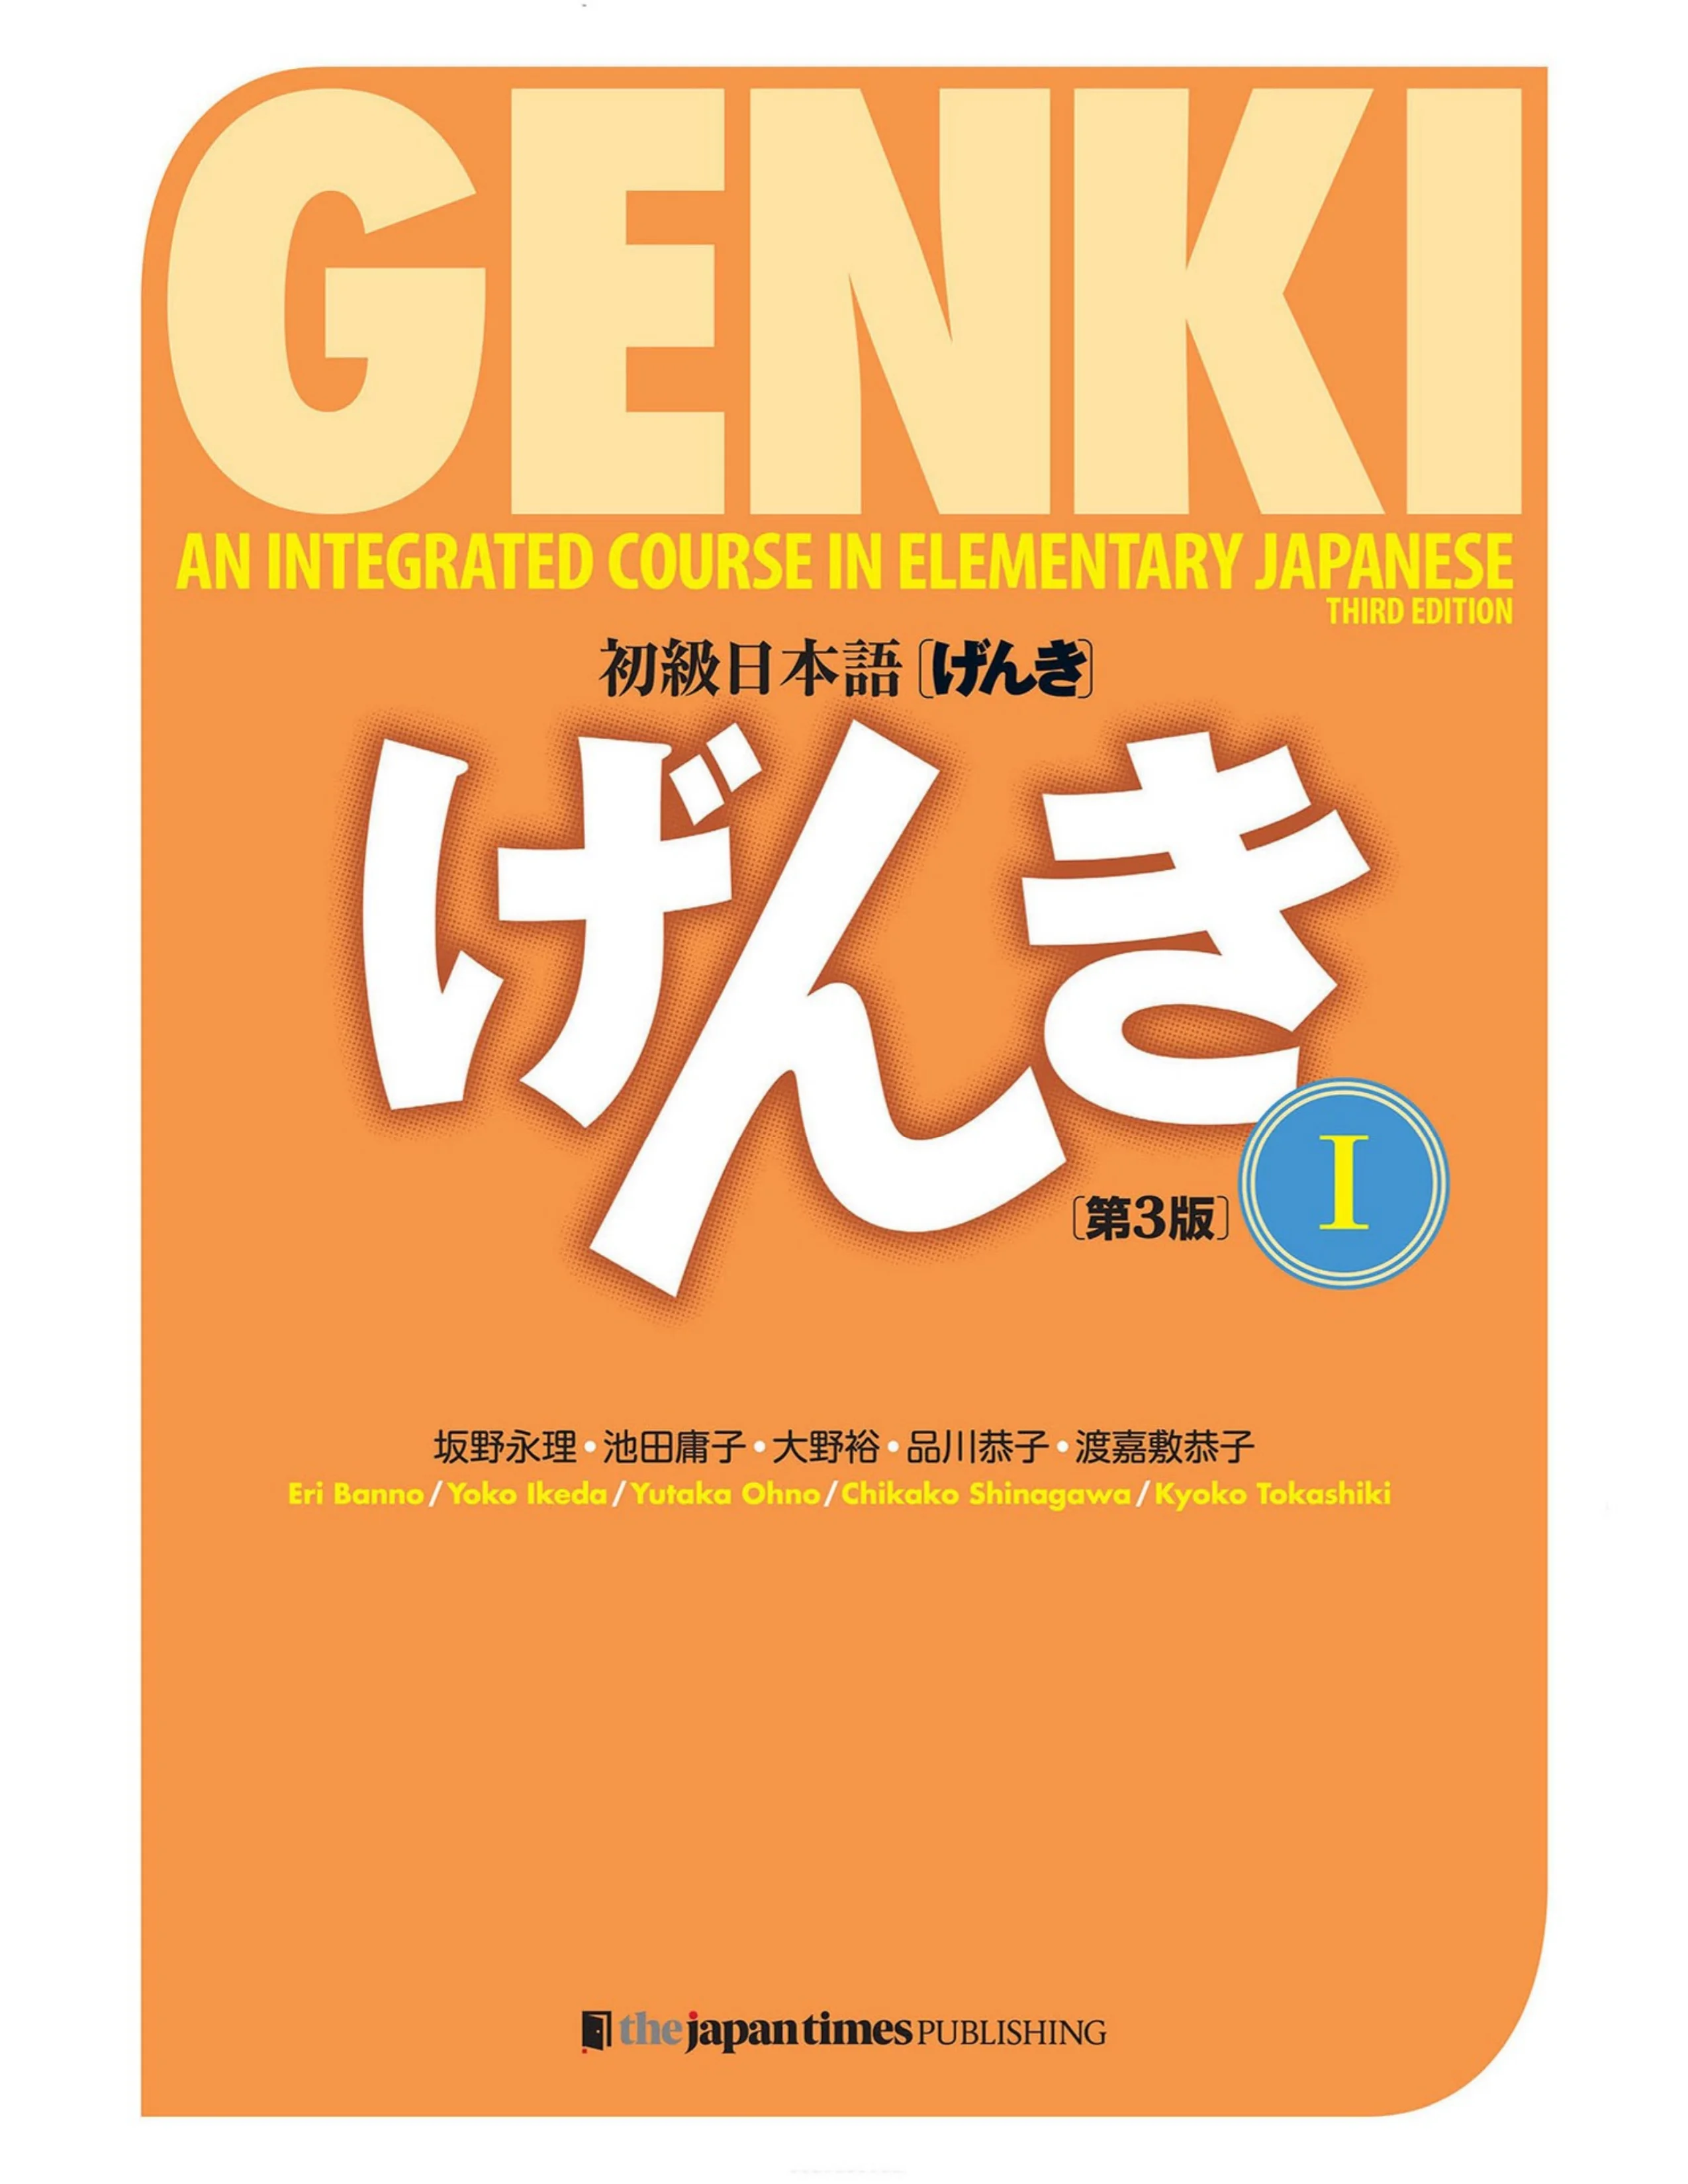 GENKI
AN INTEGRATED COURSE IN ELEMENTARY JAPANESE
THIRD EDITION
初級日本語[げんき]
げんき
[第3版]
I
坂野永理・池田庸子・大野裕・品川恭子・渡嘉敷恭子
Eri Banno/Yoko Ikeda/Yutaka Ohno/Chikako Shinagawa/Kyoko Tokashiki
the japan times PUBLISHING